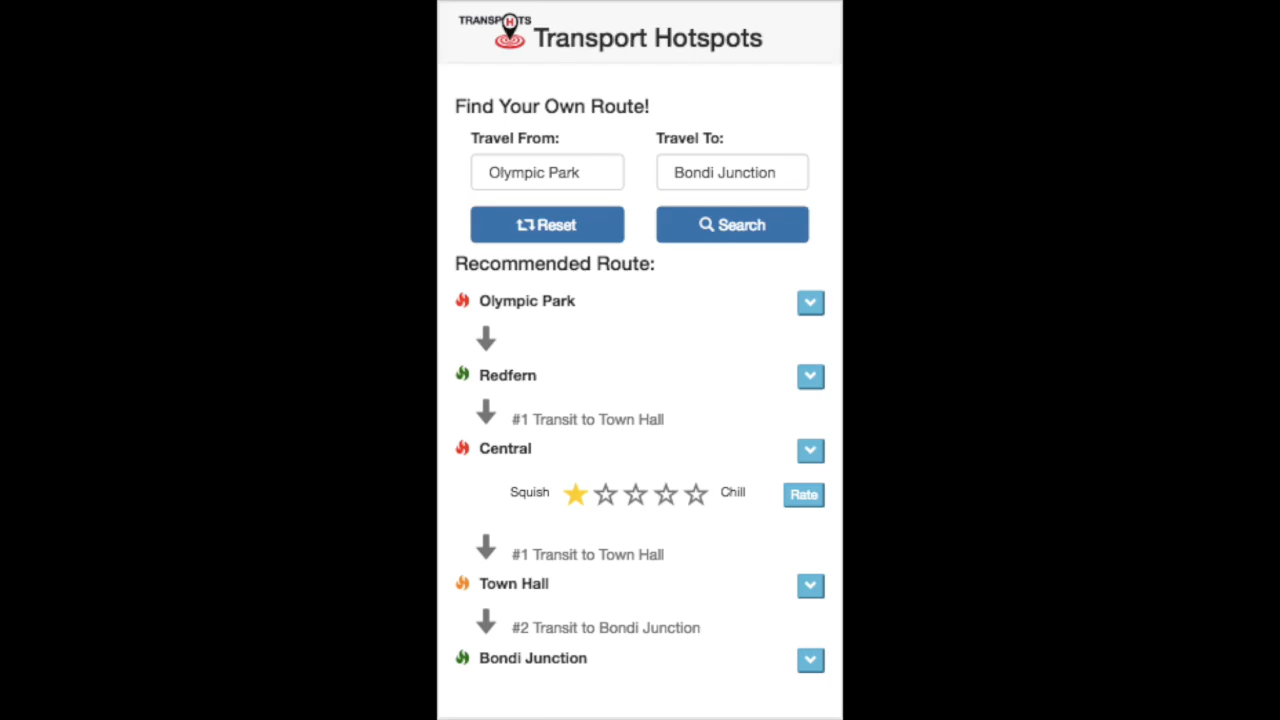 TRANSPHTS
Transport Hotspots
Find Your Own Route!
Travel From:
Travel To:
Olympic Park
Bondi Junction
Reset
Search
Recommended Route:
Olympic Park
Redfern
#1 Transit to Town Hall
Central
Squish
Chill
Rate
#1 Transit to Town Hall
Town Hall
#2 Transit to Bondi Junction
Bondi Junction